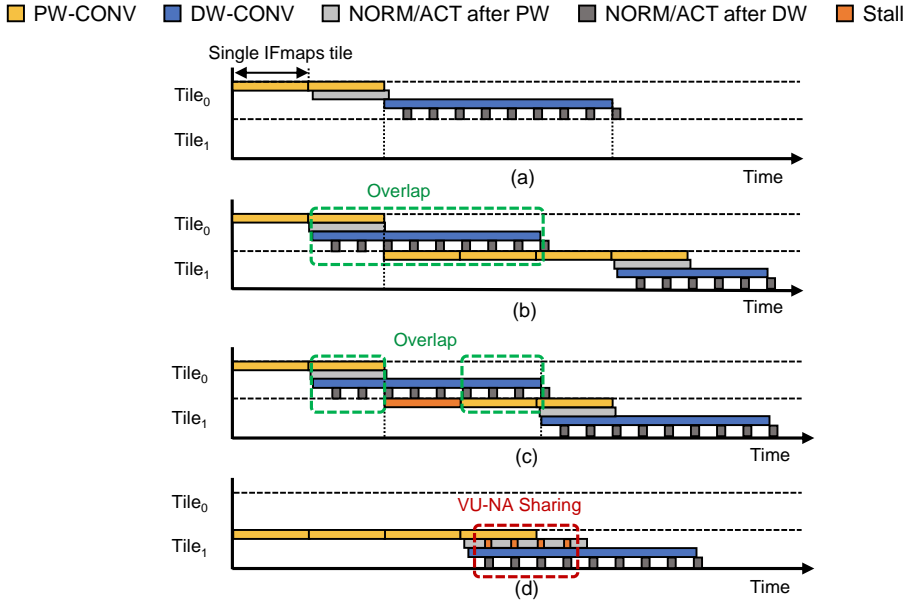 PW-CONV DW-CONV NORM/ACT after PW NORM/ACT after DW Stall
Single IFmaps tile
Tile0
Tile1
(a)
Time
Overlap
Tile0
Tile1
(b)
Time
Overlap
Tile0
Tile1
(c)
Time
Tile0
VU-NA Sharing
Tile1
(d)
Time